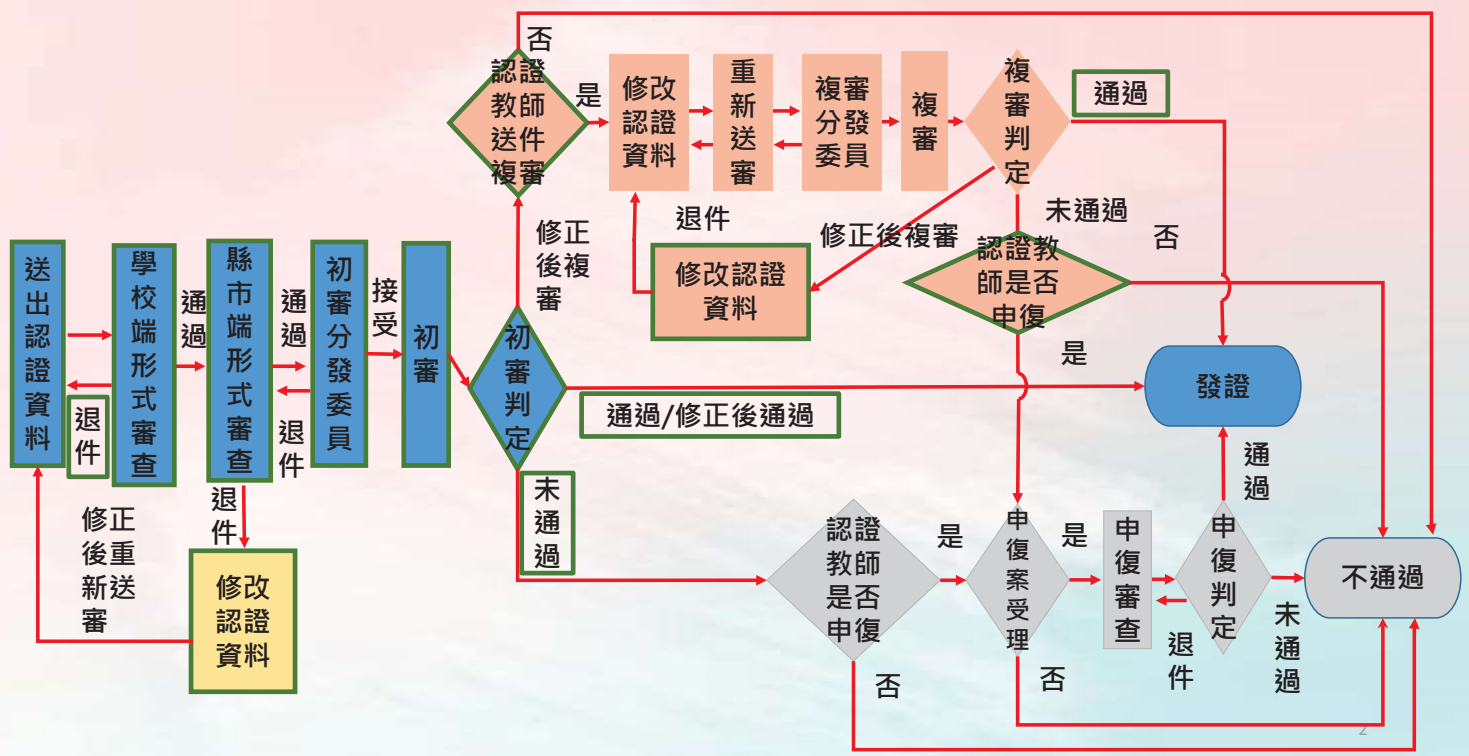 否
認證
教師
送件
複審
是
修改
認證
資料
重新送審
複審
分發
委員
複審
複審判定
通過
修正
後複
審
退件
修正後複審
修改認證
資料
未通過
否
認證教
師是否
申復
是
送出認證資料
退件
學校端形式審查
通過
縣市端形式審查
通過
退件
初審分發委員
接受
初審
初審判定
通過/修正後通過
發證
修正
後重
新送
審
退件
修改
認證
資料
未通過
認證
教師
是否
申復
是
否
申復案受理
是
否
申復審查
退件
申復判定
通過
未通過
不通過
2